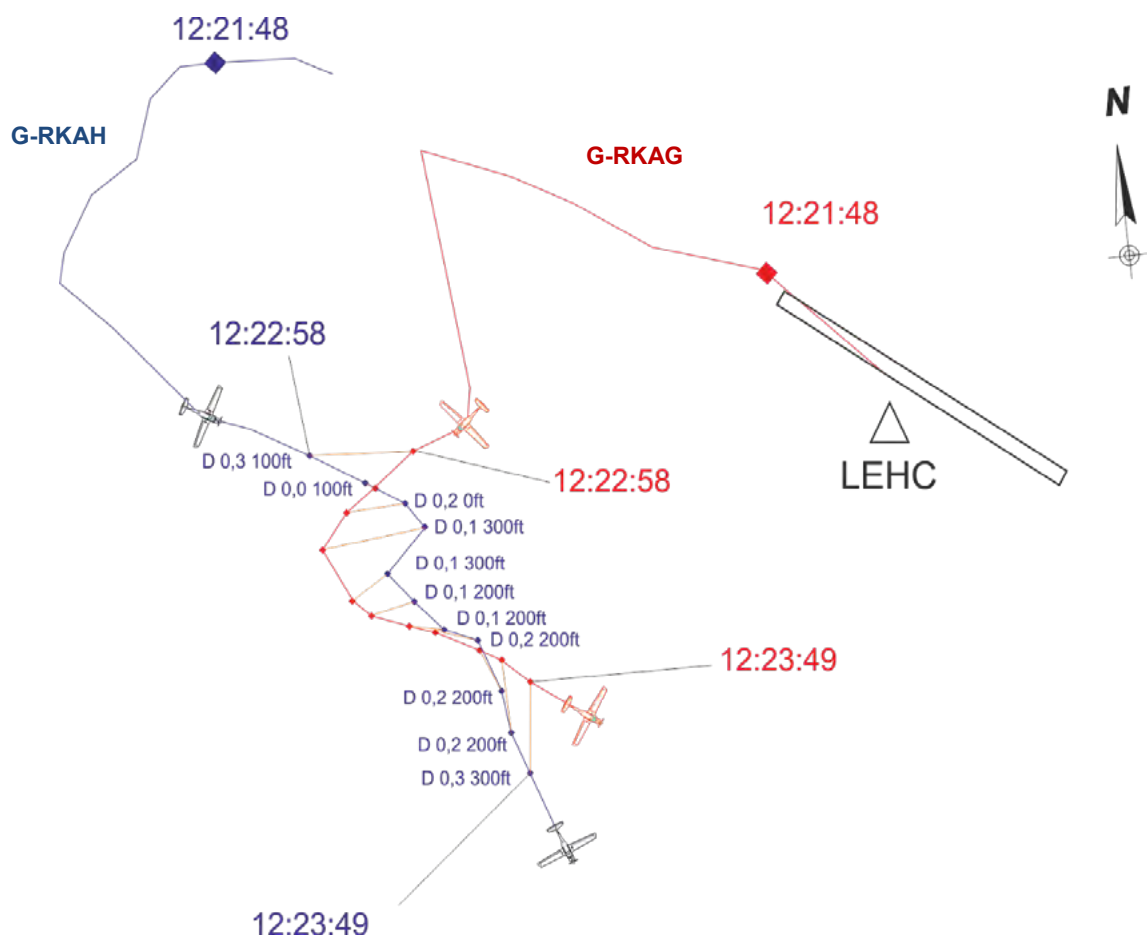 12:21:48
N
G-RKAH
G-RKAG
12:21:48
12:22:58
D 0,3 100ft
LEHC
12:22:58
D 0,0 100ft
D 0,2 0ft
D 0,1 300ft
D 0,1 300ft
D 0,1 200ft
D 0,1 200ft
D 0,2 200ft
12:23:49
D 0,2 200ft
D 0,2 200ft
D 0,3 300ft
12:23:49